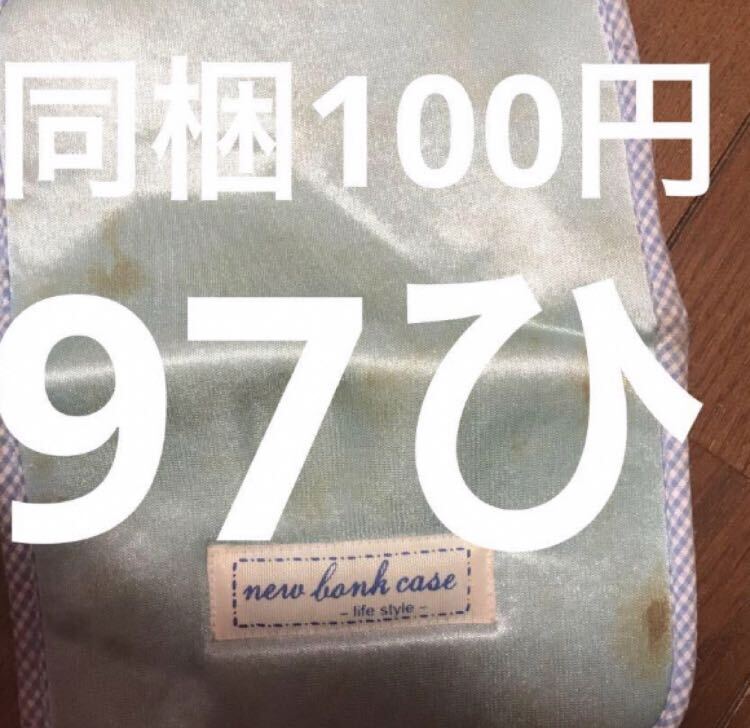 同梱100円
97ひ
new bonk case
– life style –